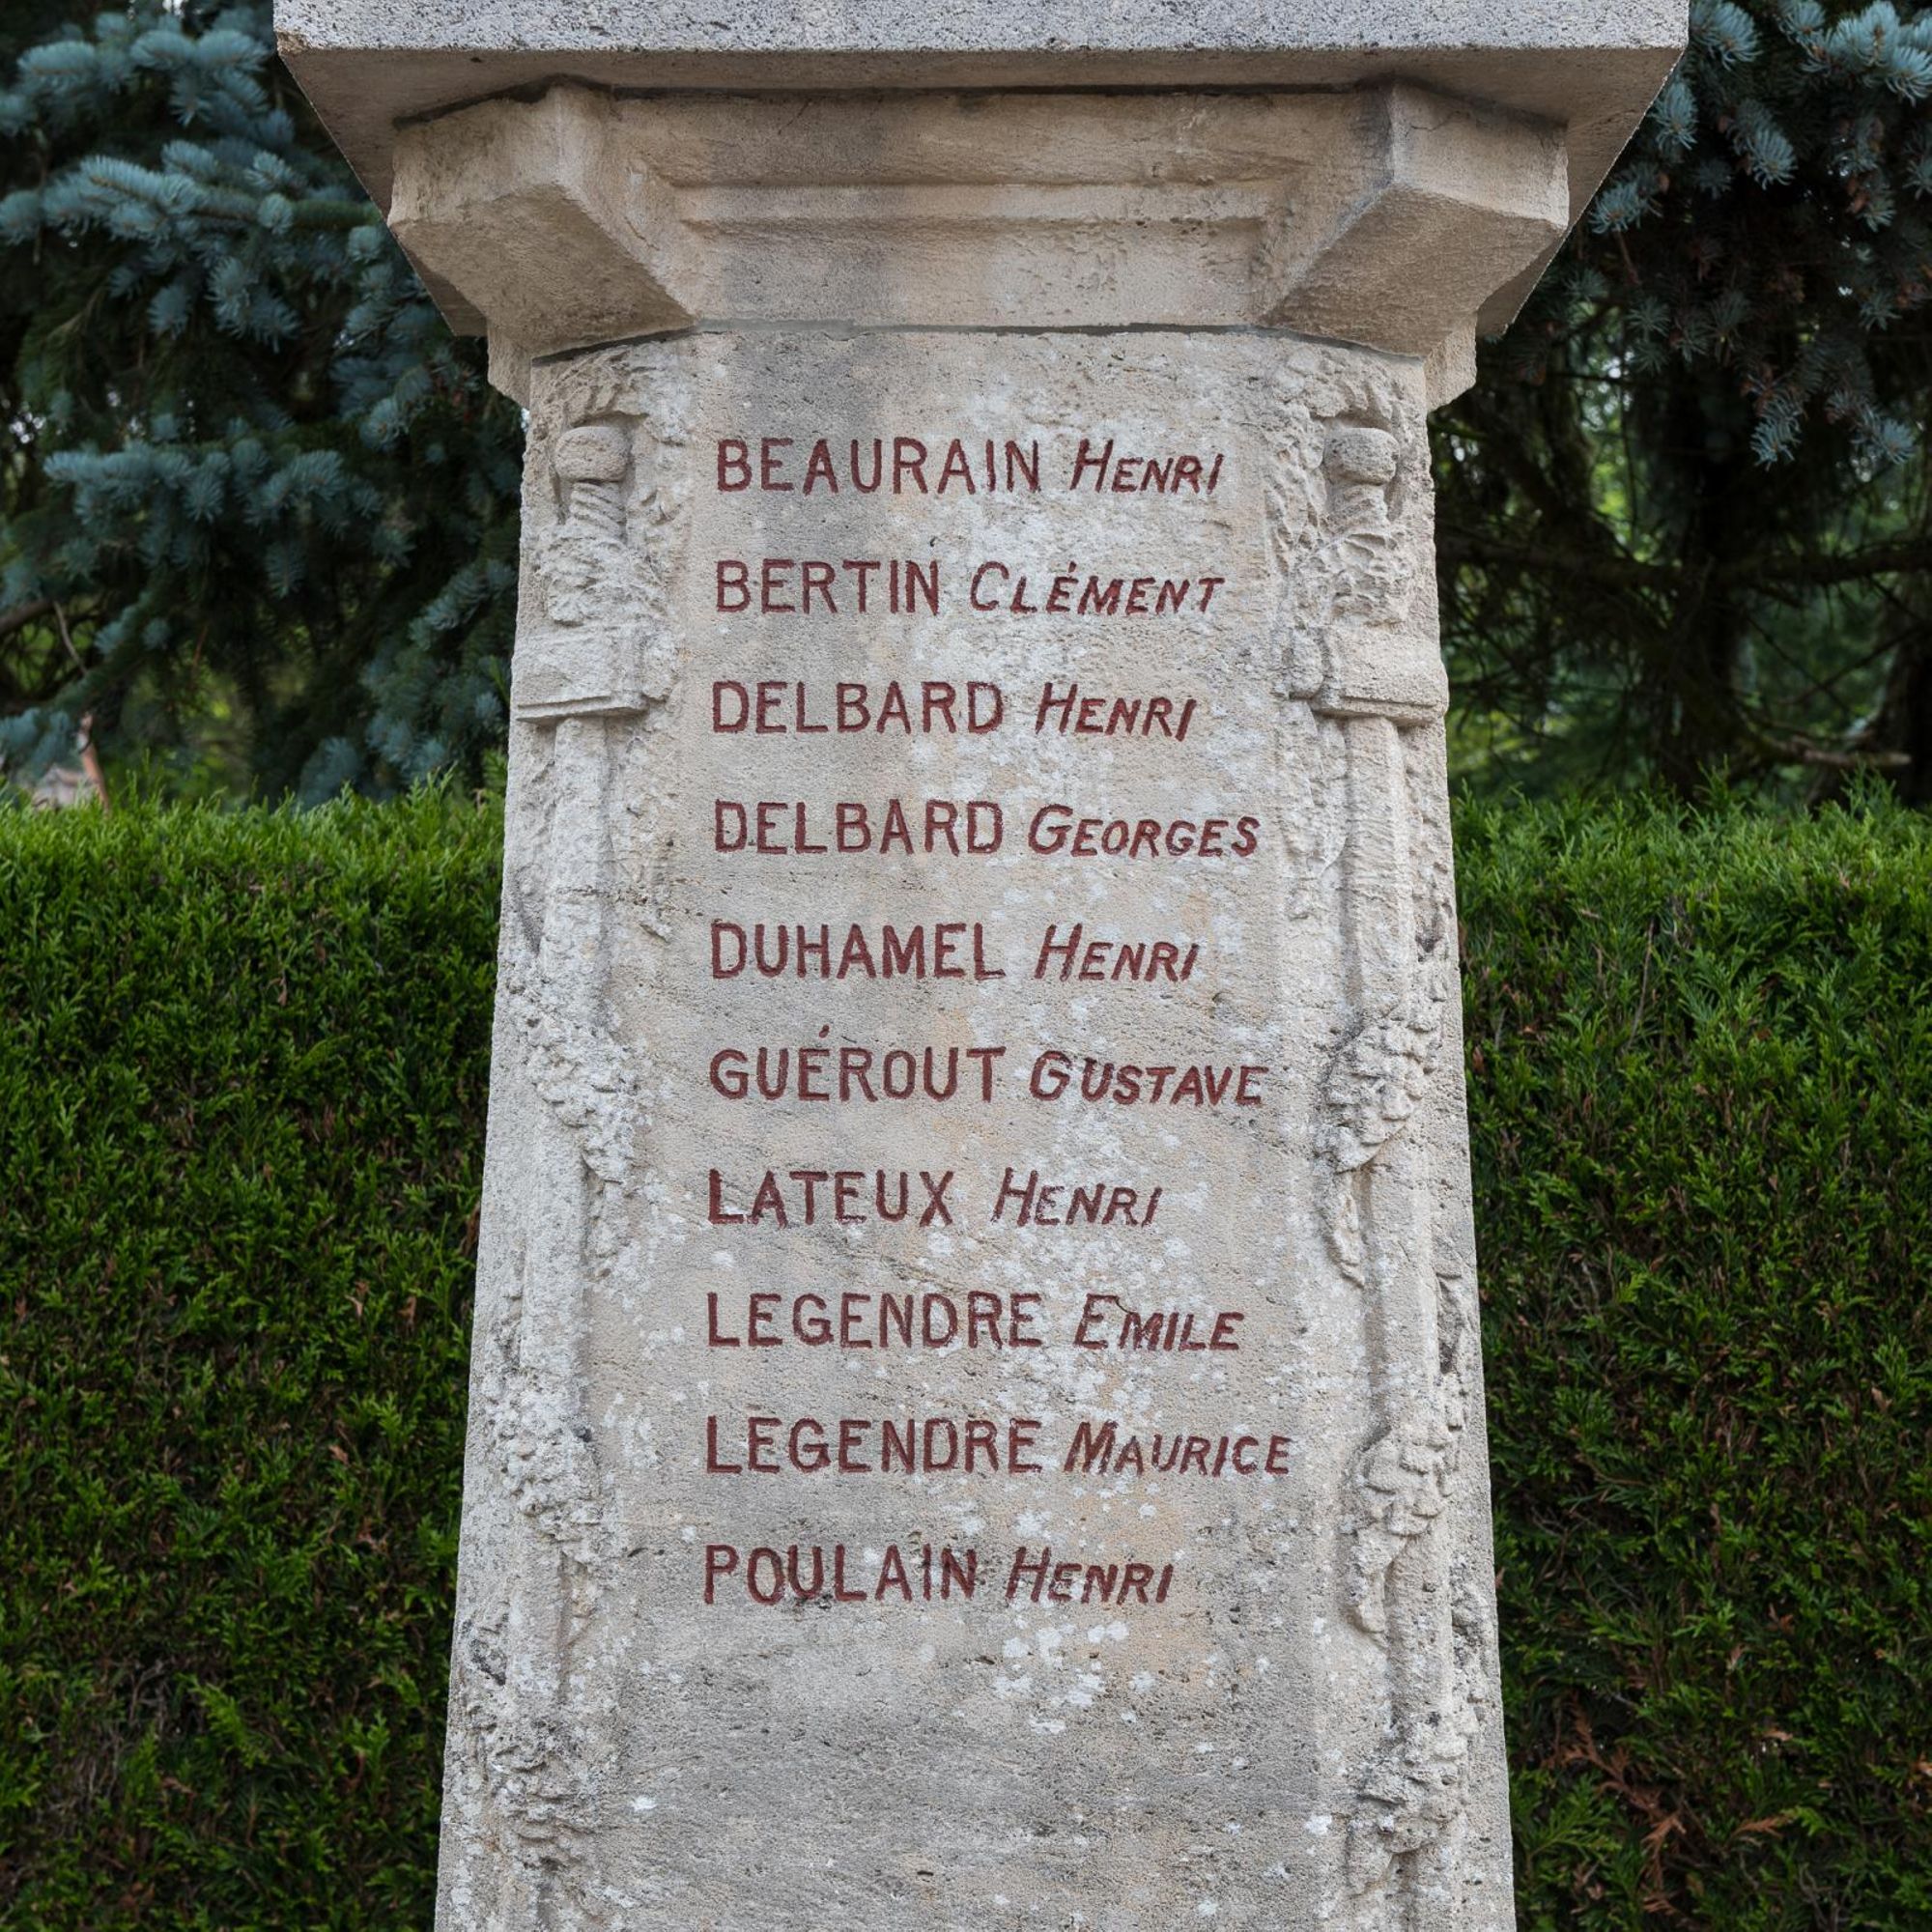 BEAURAIN HENRI
BERTIN CLÉMENT
DELBARD HENRI
DELBARD GEORGES
DUHAMEL HENRI
GUÉROUT GUSTAVE
LATEUX HENRI
LEGENDRE EMILE
LEGENDRE MAURICE
POULAIN HENRI